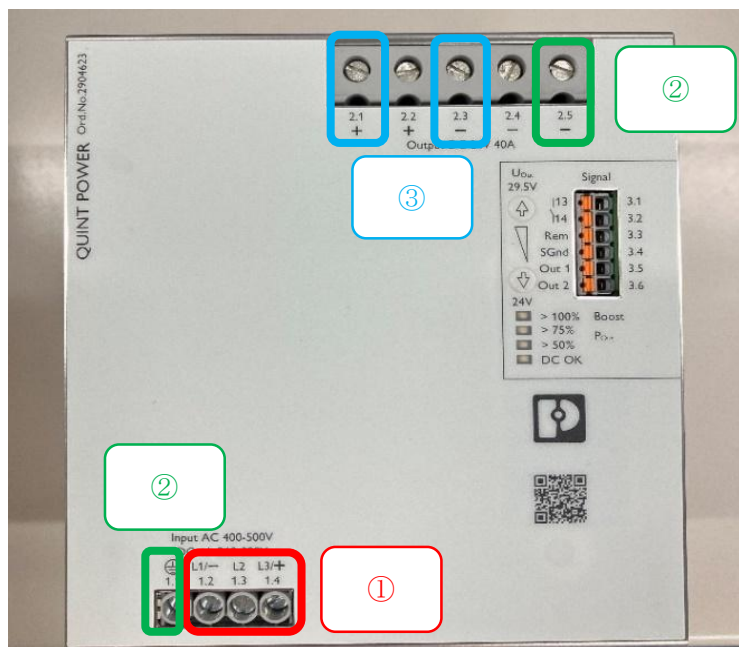 QUINT POWER Ord.No.2904623
2.1 2.2 2.3 2.4 2.5
+ + − − −
②
40A
③
29.5V
Signal
13 3.1
14 3.2
Rem 3.3
SGnd 3.4
Out 1 3.5
Out 2 3.6
24V
> 100% Boost
> 75%
> 50%
DC OK
②
Input AC 400-500V
L1/− L2 L3/+
1.2 1.3 1.4
①